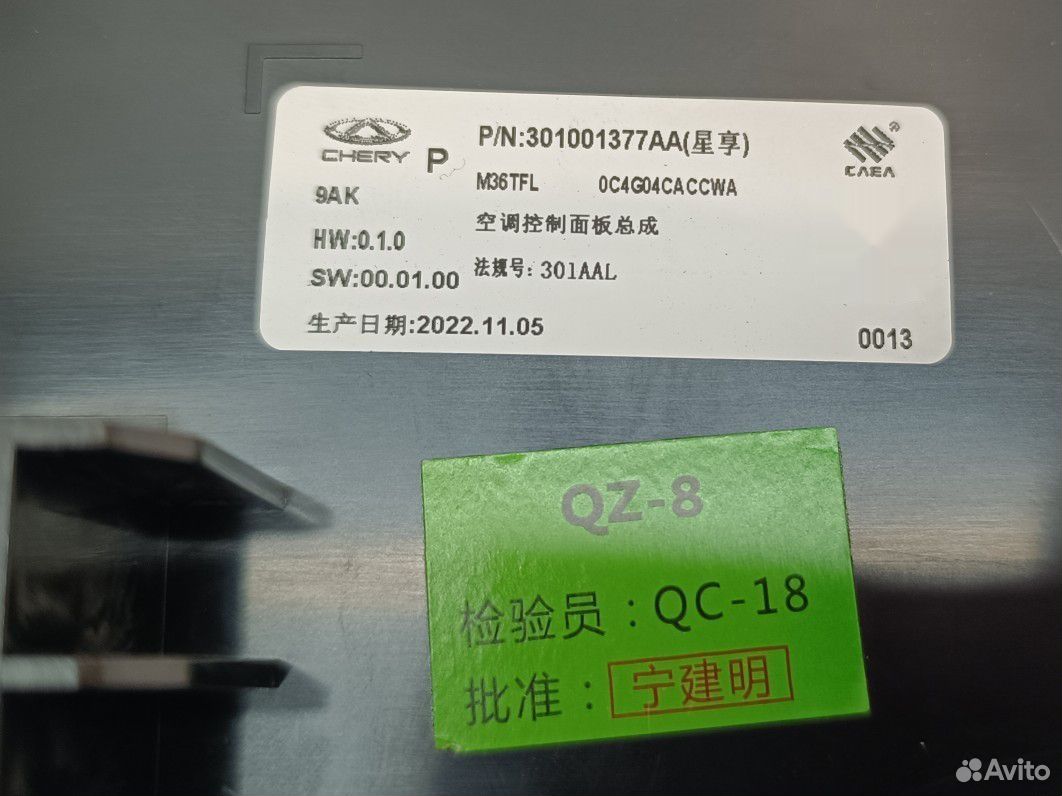 CHERY
P
P/N:301001377AA(星享)
CAEA
9AK
M36TFL 0C4G04CACCWA
HW:0.1.0
空调控制面板总成
SW:00.01.00
法规号:301AAL
生产日期:2022.11.05
0013
QZ-8
检验员:QC-18
批准:宁建明
Avito